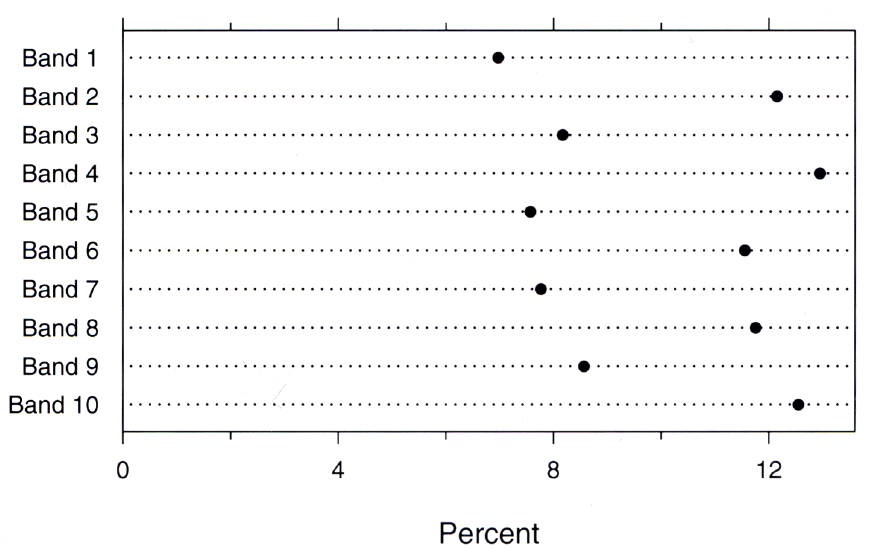 Band 1
Band 2
Band 3
Band 4
Band 5
Band 6
Band 7
Band 8
Band 9
Band 10
0 4 8 12
Percent